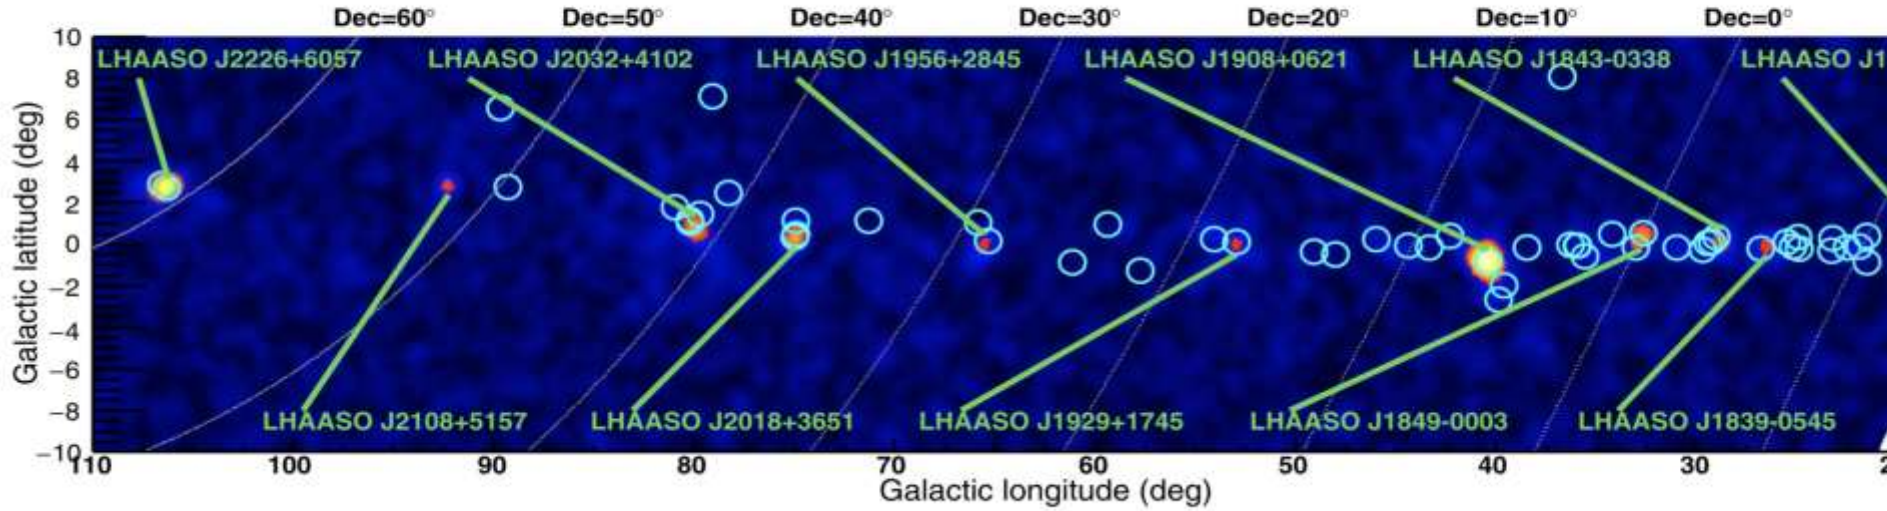 Dec=60° Dec=50° Dec=40° Dec=30° Dec=20° Dec=10° Dec=0°
10
LHAASO J2226+6057 LHAASO J2032+4102 LHAASO J1956+2845 LHAASO J1908+0621 LHAASO J1843-0338 LHAASO J1
8
6
4
2
0
−2
−4
−6
−8
LHAASO J2108+5157 LHAASO J2018+3651 LHAASO J1929+1745 LHAASO J1849-0003 LHAASO J1839-0545
−10
Galactic latitude (deg)
110 100 90 80 70 60 50 40 30 2
Galactic longitude (deg)